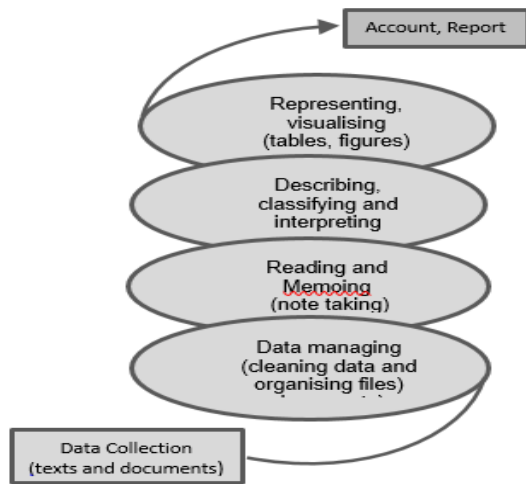 Account, Report
Representing,
visualising
(tables, figures)
Describing,
classifying and
interpreting
Reading and
Memoing
(note taking)
Data managing
(cleaning data and
organising files)
Data Collection
(texts and documents)